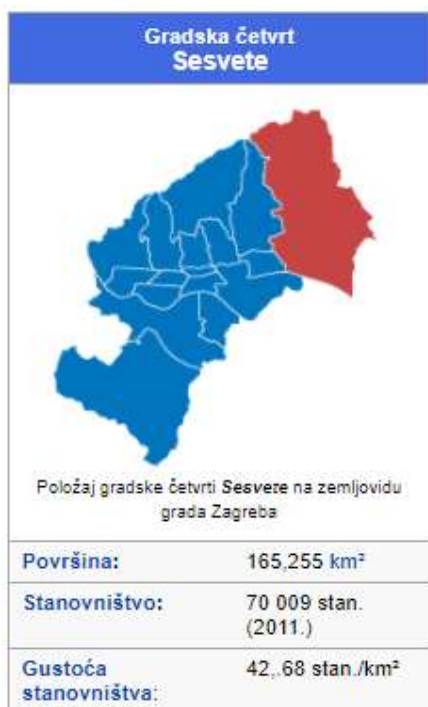 Gradska četvrt
Sesvete
Položaj gradske četvrti Sesvete na zemljovidu
grada Zagreba
Površina: 165,255 km²
Stanovništvo: 70 009 stan.
(2011.)
Gustoća 42,.68 stan./km²
stanovništva: